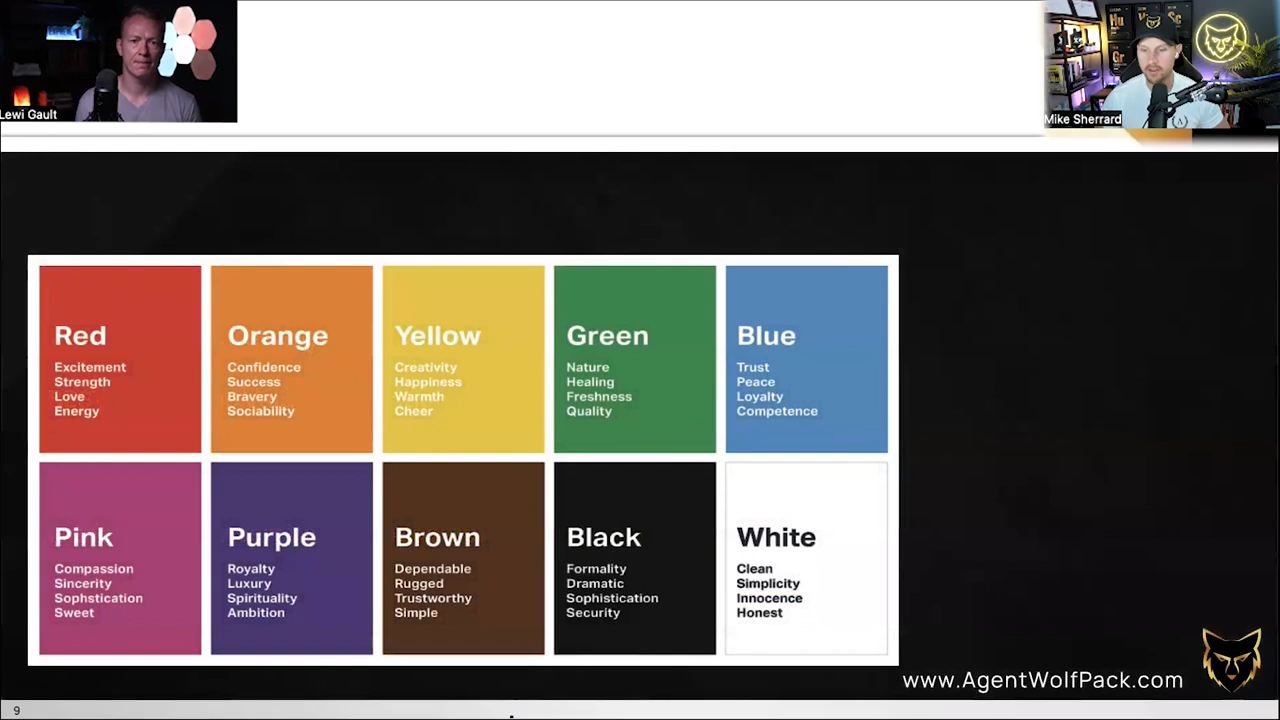 Lewi Gault
Mike Sherrard
Red
Excitement
Strength
Love
Energy
Orange
Confidence
Success
Bravery
Sociability
Yellow
Creativity
Happiness
Warmth
Cheer
Green
Nature
Healing
Freshness
Quality
Blue
Trust
Peace
Loyalty
Competence
Pink
Compassion
Sincerity
Sophstication
Sweet
Purple
Royalty
Luxury
Spirituality
Ambition
Brown
Dependable
Rugged
Trustworthy
Simple
Black
Formality
Dramatic
Sophistication
Security
White
Clean
Simplicity
Innocence
Honest
www.AgentWolfPack.com
9